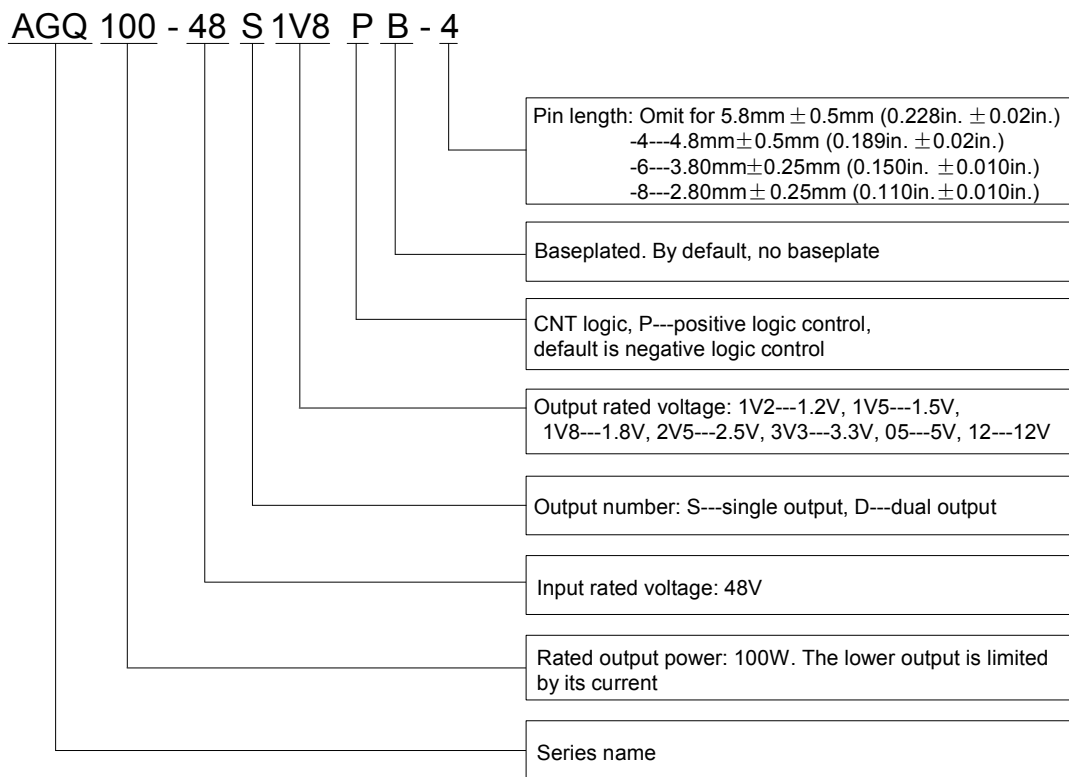 AGQ 100 - 48 S 1V8 P B - 4
Pin length: Omit for 5.8mm ± 0.5mm (0.228in. ± 0.02in.)
-4---4.8mm±0.5mm (0.189in. ±0.02in.)
-6---3.80mm±0.25mm (0.150in. ±0.010in.)
-8---2.80mm± 0.25mm (0.110in.±0.010in.)
Baseplated. By default, no baseplate
CNT logic, P---positive logic control,
default is negative logic control
Output rated voltage: 1V2---1.2V, 1V5---1.5V,
1V8---1.8V, 2V5---2.5V, 3V3---3.3V, 05---5V, 12---12V
Output number: S---single output, D---dual output
Input rated voltage: 48V
Rated output power: 100W. The lower output is limited
by its current
Series name